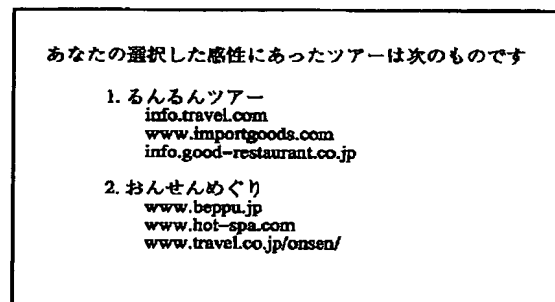 あなたの選択した感性にあったツアーは次のものです
1. るんるんツアー
info.travel.com
www.importgoods.com
info.good-restaurant.co.jp
2. おんせんめぐり
www.beppu.jp
www.hot-spa.com
www.travel.co.jp/onsen/